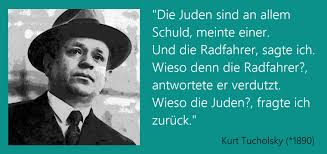 "Die Juden sind an allem
Schuld, meinte einer.
Und die Radfahrer, sagte ich.
Wieso denn die Radfahrer?,
antwortete er verdutzt.
Wieso die Juden?, fragte ich
zurück."
Kurt Tucholsky (*1890)